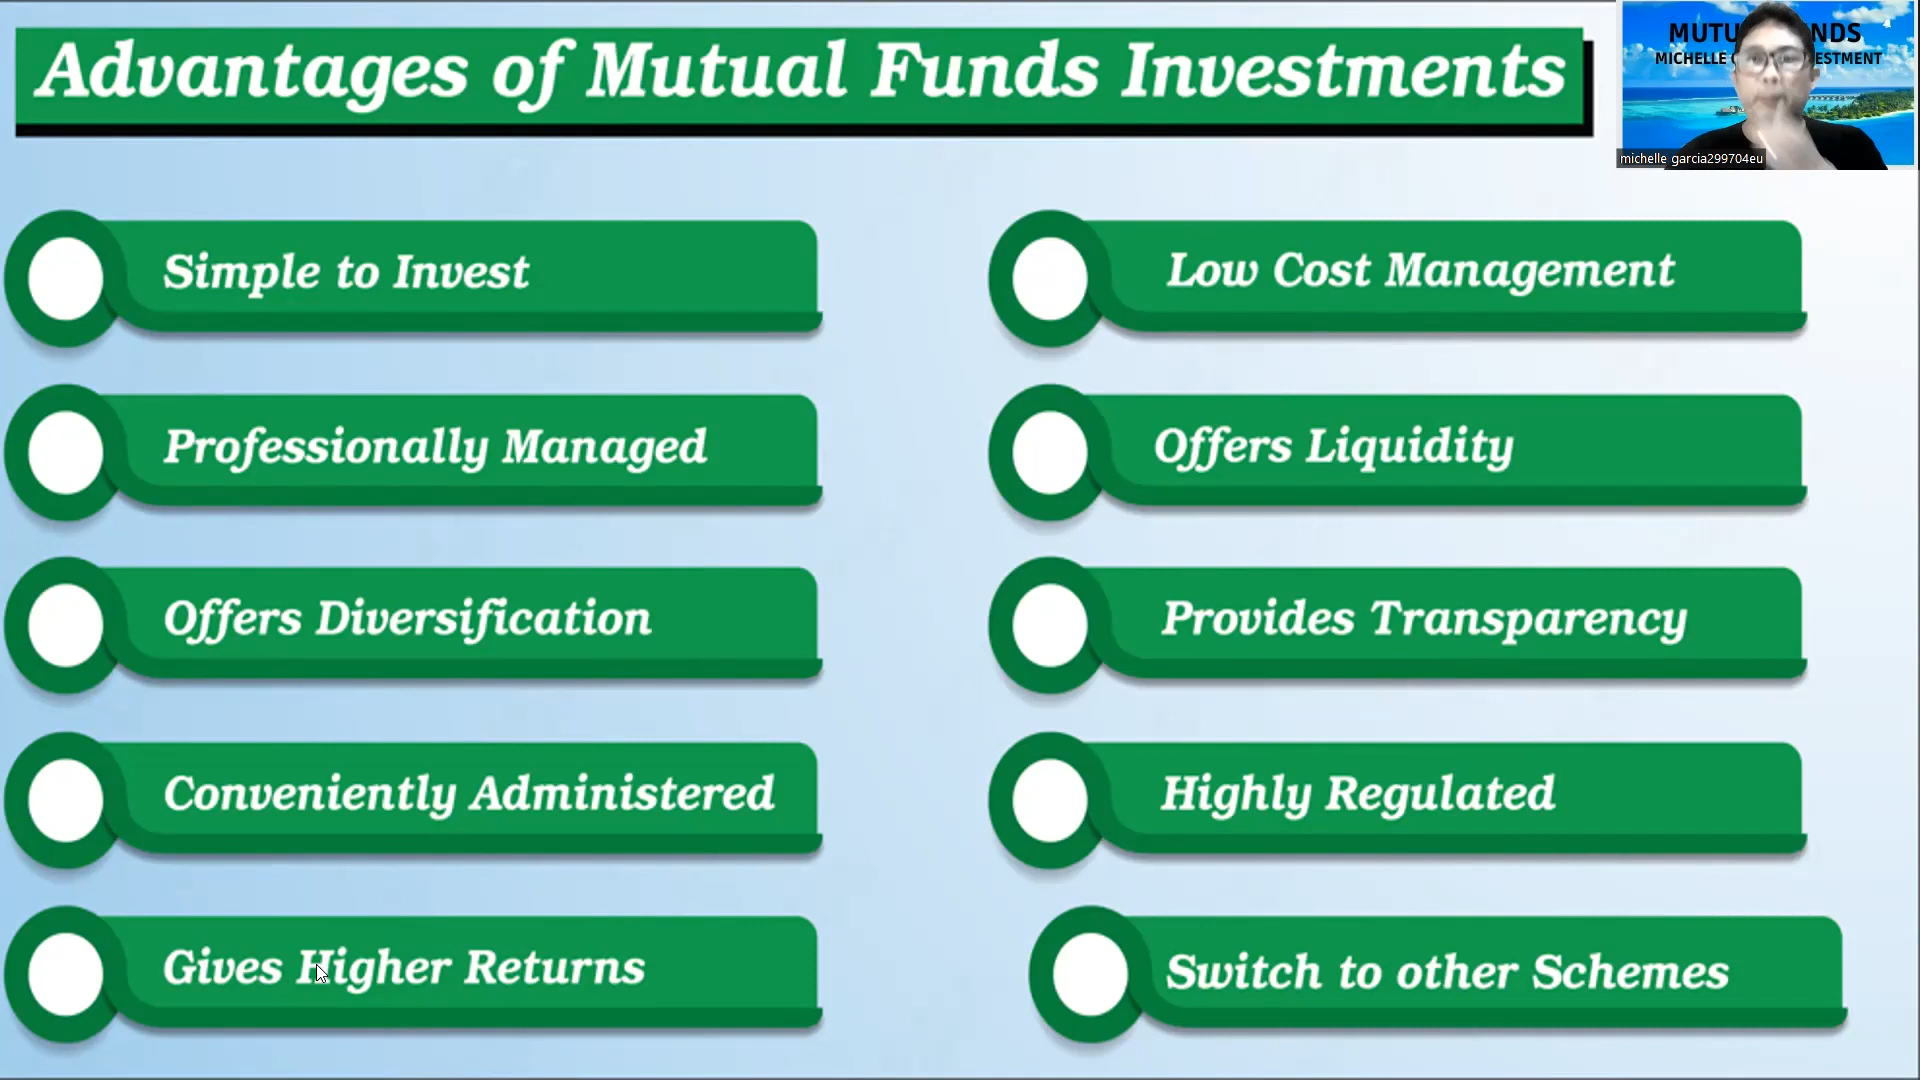 Advantages of Mutual Funds Investments
MUTU NDS
MICHELLE ESTMENT
michelle garcia299704eu
Simple to Invest
Professionally Managed
Offers Diversification
Conveniently Administered
Gives Higher Returns
Low Cost Management
Offers Liquidity
Provides Transparency
Highly Regulated
Switch to other Schemes